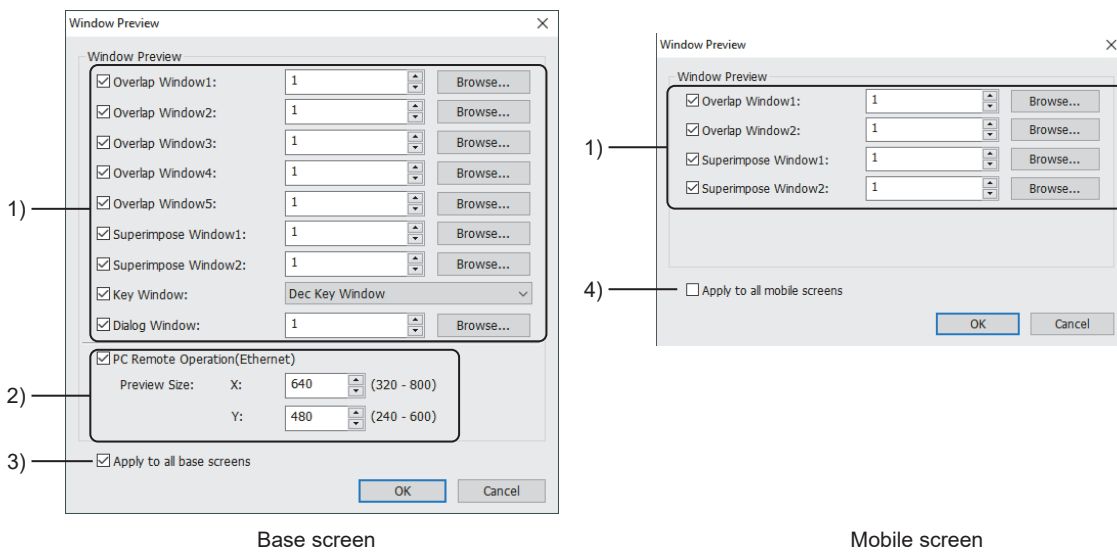 Window Preview
Window Preview
1)
Overlap Window1: 1 Browse...
Overlap Window2: 1 Browse...
Overlap Window3: 1 Browse...
Overlap Window4: 1 Browse...
Overlap Window5: 1 Browse...
Superimpose Window1: 1 Browse...
Superimpose Window2: 1 Browse...
Key Window: Dec Key Window
Dialog Window: 1 Browse...
2)
PC Remote Operation(Ethernet)
Preview Size: X: 640 (320 - 800)
Y: 480 (240 - 600)
3)
Apply to all base screens
OK Cancel
Base screen
Window Preview
Window Preview
1)
Overlap Window1: 1 Browse...
Overlap Window2: 1 Browse...
Superimpose Window1: 1 Browse...
Superimpose Window2: 1 Browse...
4)
Apply to all mobile screens
OK Cancel
Mobile screen